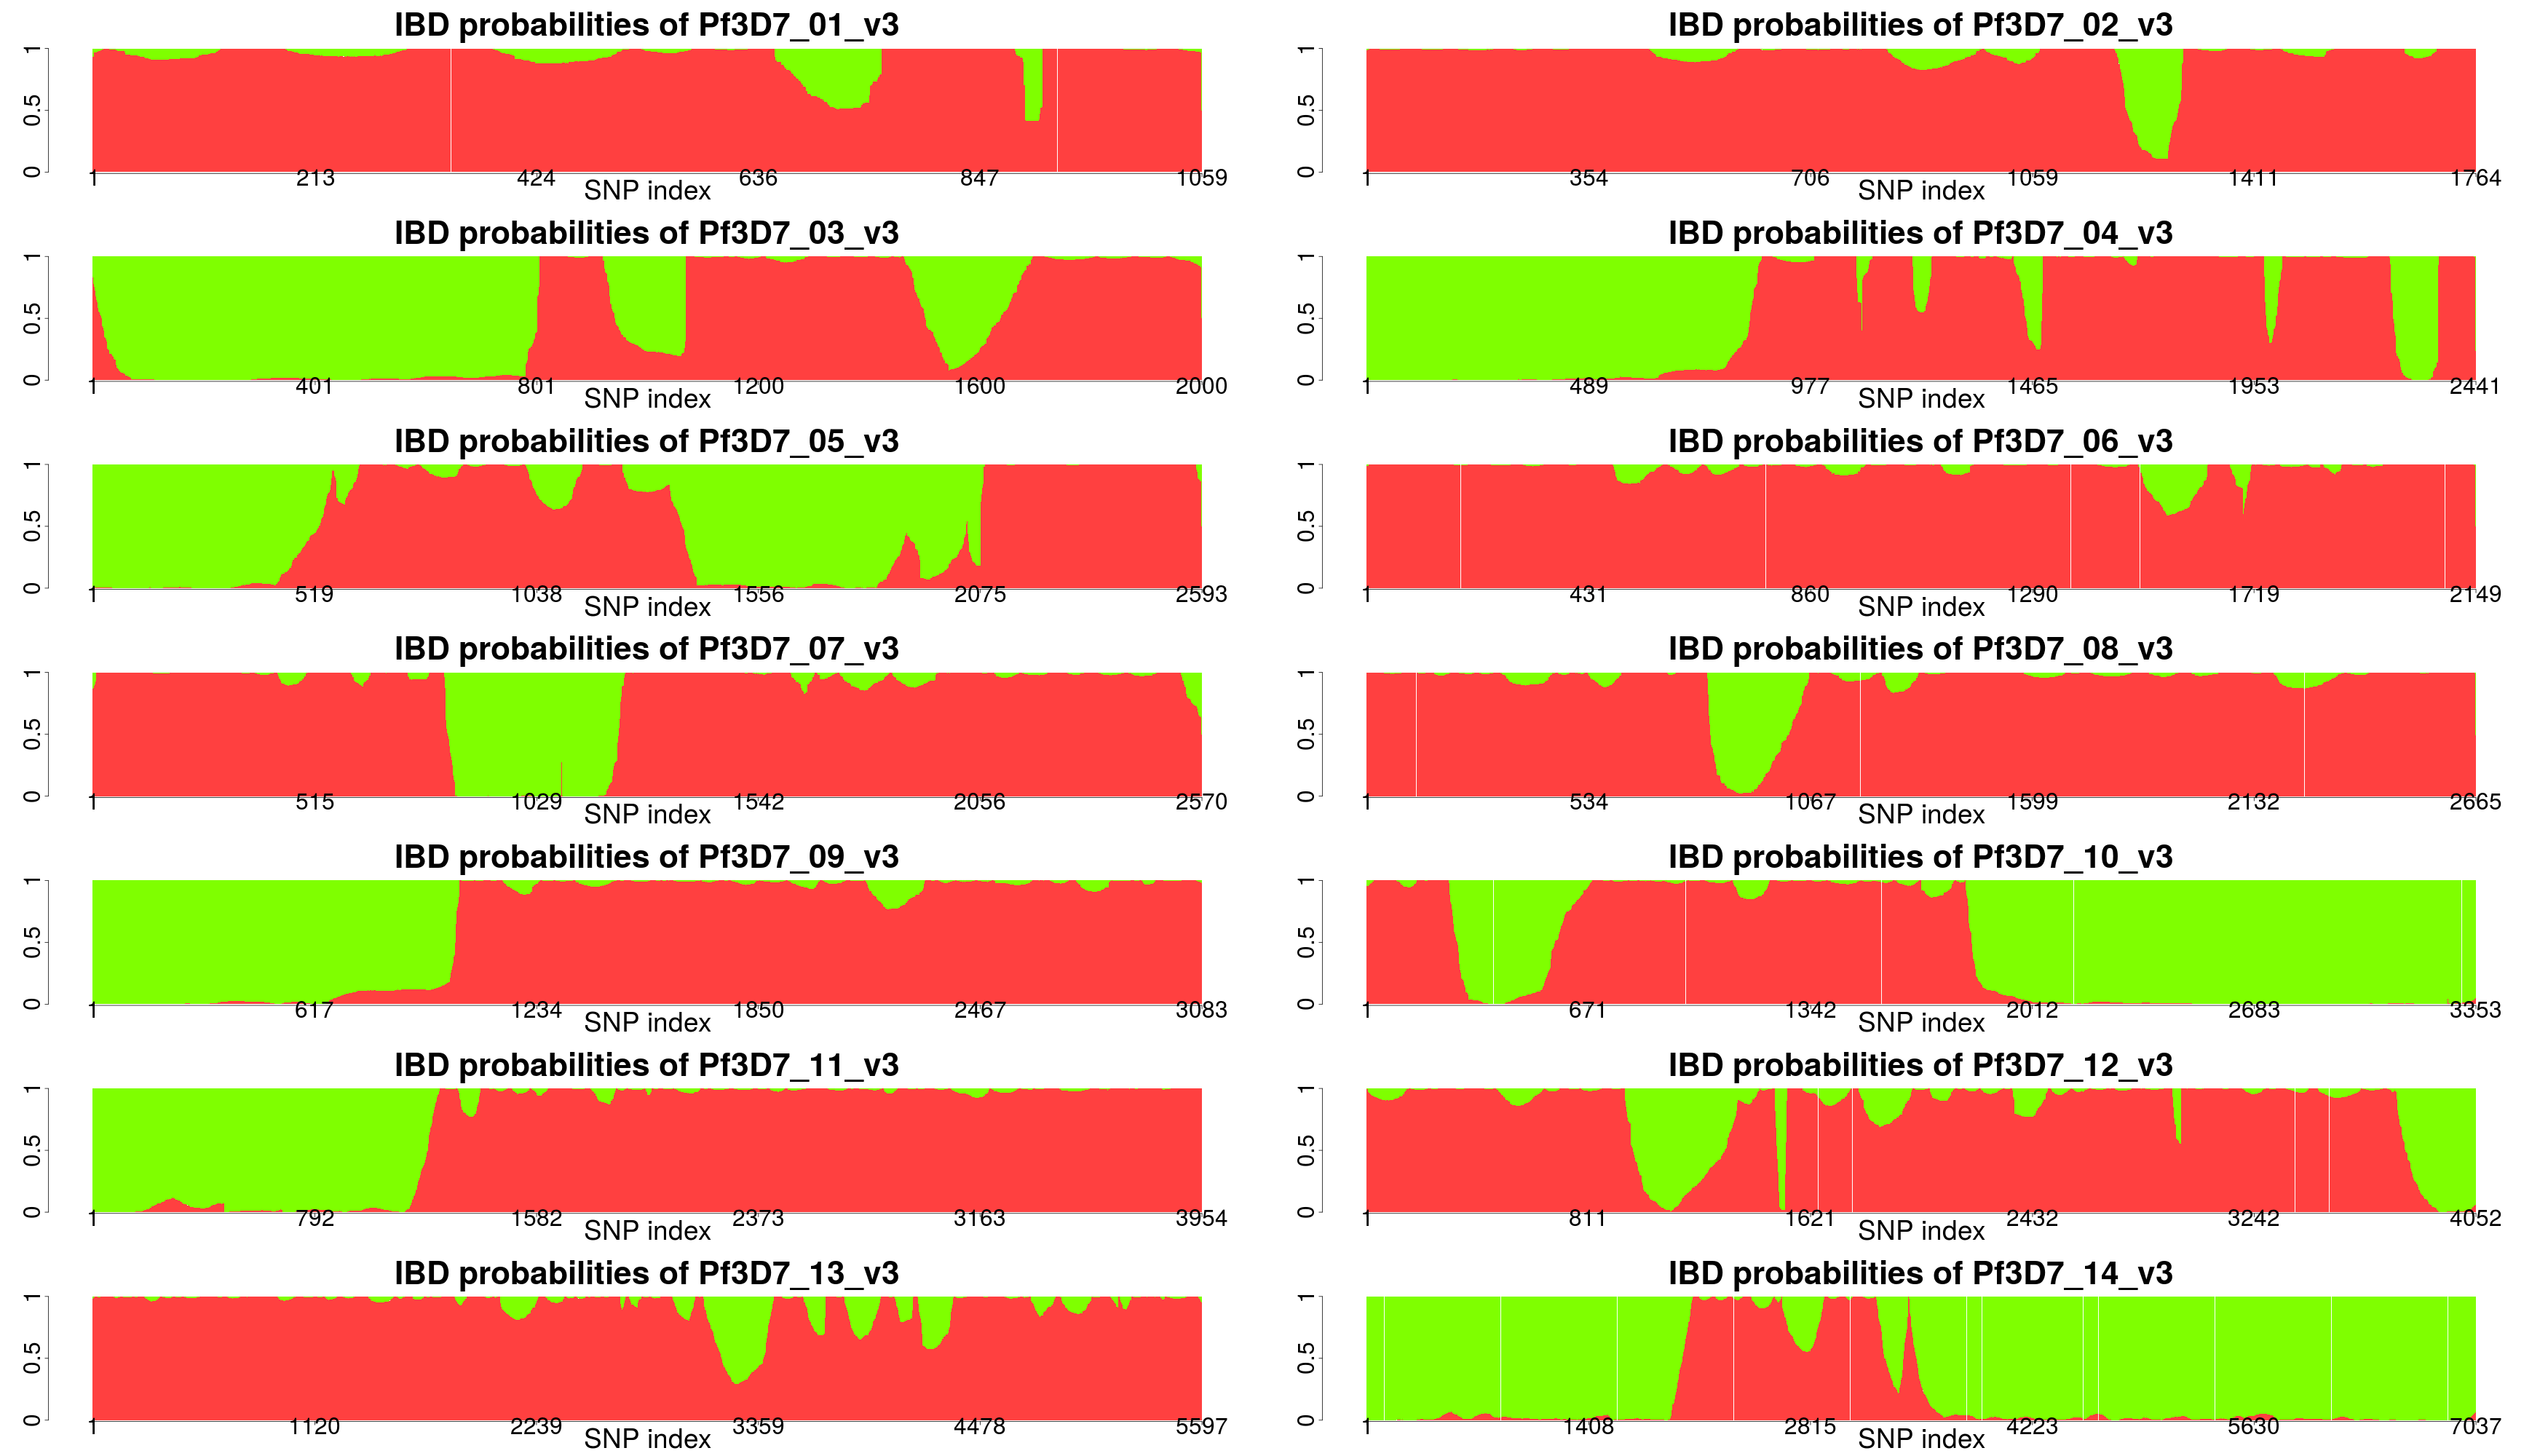 IBD probabilities of Pf3D7_01_v3
0 0.5 1
1 213 424 636 847 1059
SNP index
IBD probabilities of Pf3D7_02_v3
0 0.5 1
1 354 706 1059 1411 1764
SNP index
IBD probabilities of Pf3D7_03_v3
0 0.5 1
1 401 801 1200 1600 2000
SNP index
IBD probabilities of Pf3D7_04_v3
0 0.5 1
1 489 977 1465 1953 2441
SNP index
IBD probabilities of Pf3D7_05_v3
0 0.5 1
1 519 1038 1556 2075 2593
SNP index
IBD probabilities of Pf3D7_06_v3
0 0.5 1
1 431 860 1290 1719 2149
SNP index
IBD probabilities of Pf3D7_07_v3
0 0.5 1
1 515 1029 1542 2056 2570
SNP index
IBD probabilities of Pf3D7_08_v3
0 0.5 1
1 534 1067 1599 2132 2665
SNP index
IBD probabilities of Pf3D7_09_v3
0 0.5 1
1 617 1234 1850 2467 3083
SNP index
IBD probabilities of Pf3D7_10_v3
0 0.5 1
1 671 1342 2012 2683 3353
SNP index
IBD probabilities of Pf3D7_11_v3
0 0.5 1
1 792 1582 2373 3163 3954
SNP index
IBD probabilities of Pf3D7_12_v3
0 0.5 1
1 811 1621 2432 3242 4052
SNP index
IBD probabilities of Pf3D7_13_v3
0 0.5 1
1 1120 2239 3359 4478 5597
SNP index
IBD probabilities of Pf3D7_14_v3
0 0.5 1
1 1408 2815 4223 5630 7037
SNP index